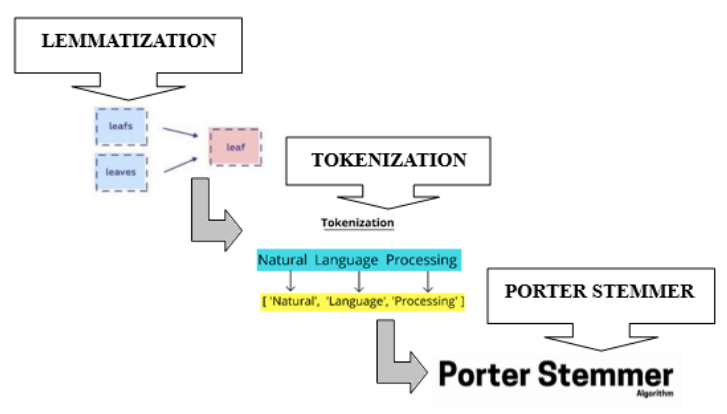 LEMMATIZATION
leafs
leaf
leaves
TOKENIZATION
Tokenization
Natural Language Processing
[ 'Natural', 'Language', 'Processing' ]
PORTER STEMMER
Porter Stemmer
Algorithm